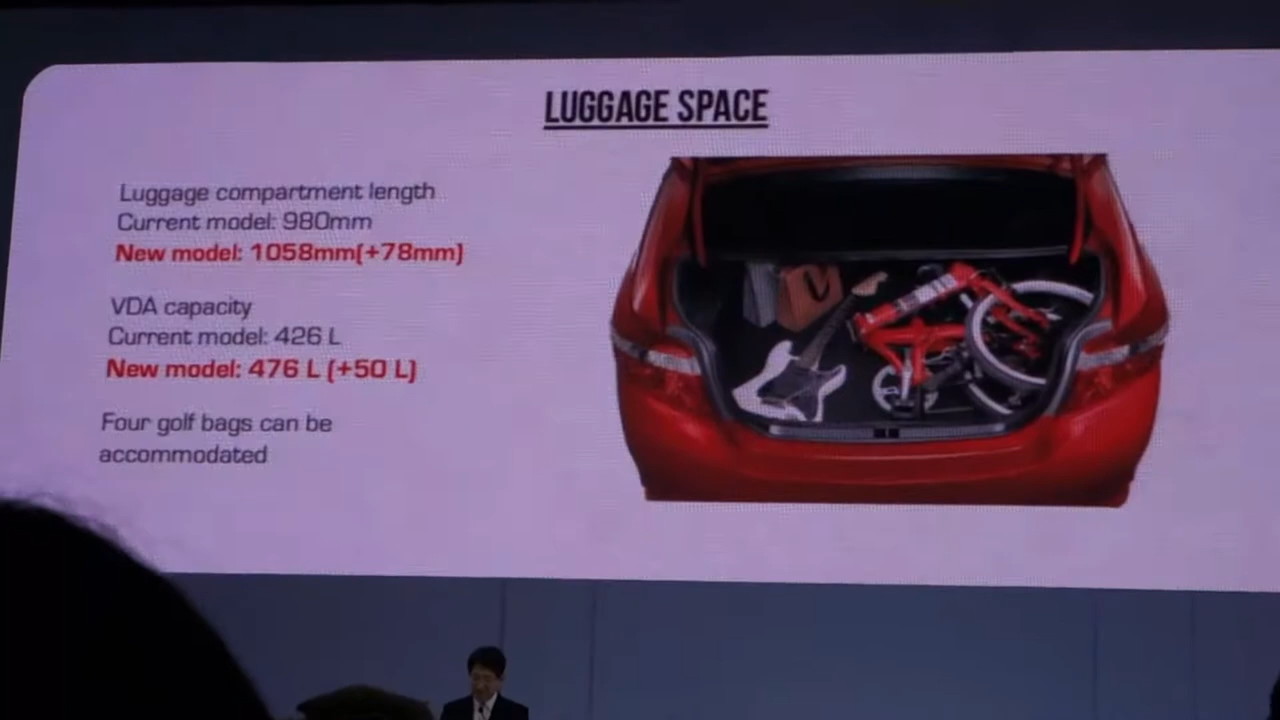 LUGGAGE SPACE
Luggage compartment length
Current model: 980mm
New model: 1058mm(+78mm)
VDA capacity
Current model: 426 L
New model: 476 L (+50 L)
Four golf bags can be
accommodated